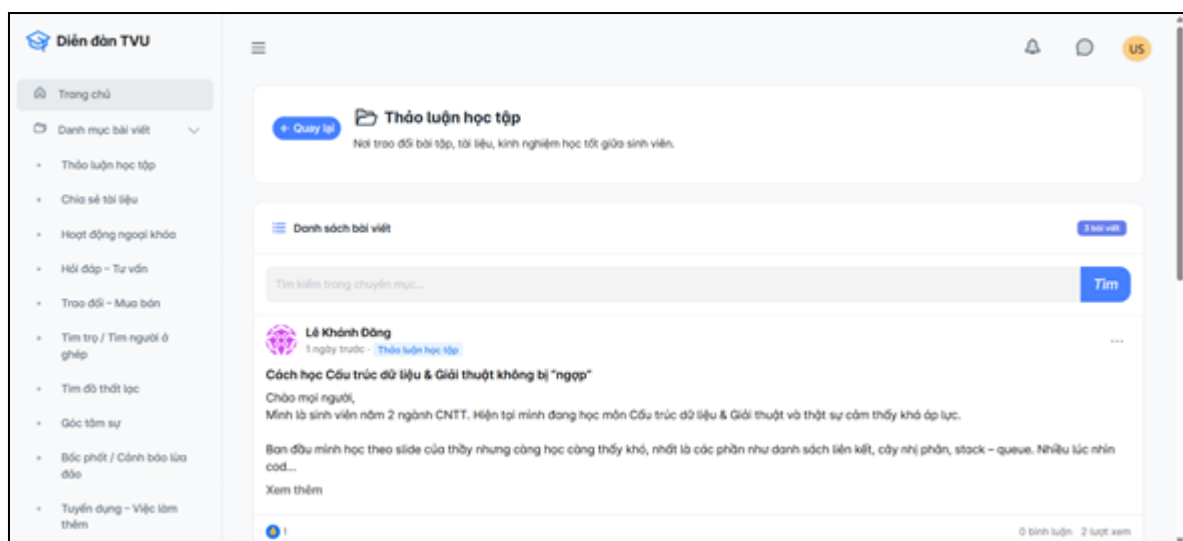 Diễn đàn TVU
US
Trang chủ
Danh mục bài viết
Thảo luận học tập
Chia sẻ tài liệu
Hoạt động ngoại khóa
Hỏi đáp – Tư vấn
Trao đổi – Mua bán
Tìm trọ / Tìm người ở
ghép
Tìm đồ thất lạc
Góc tâm sự
Bốc phốt / Cảnh báo lừa
đảo
Tuyển dụng – Việc làm
thêm
← Quay lại
Thảo luận học tập
Nơi trao đổi bài tập, tài liệu, kinh nghiệm học tốt giữa sinh viên.
Danh sách bài viết
3 bài viết
Tìm kiếm trong chuyên mục...
Tìm
Lê Khánh Đăng
1 ngày trước · Thảo luận học tập
...
Cách học Cấu trúc dữ liệu & Giải thuật không bị "ngợp"
Chào mọi người,
Mình là sinh viên năm 2 ngành CNTT. Hiện tại mình đang học môn Cấu trúc dữ liệu & Giải thuật và thật sự cảm thấy khá áp lực.
Ban đầu mình học theo slide của thầy nhưng càng học càng thấy khó, nhất là các phần như danh sách liên kết, cây nhị phân, stack – queue. Nhiều lúc nhìn
cod...
Xem thêm
1
0 bình luận 2 lượt xem